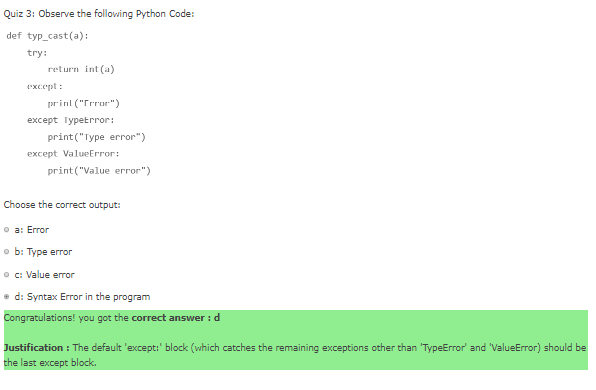 Quiz 3: Observe the following Python Code:
def typ_cast(a):
try:
return int(a)
except:
print("Error")
except TypeError:
print("Type error")
except ValueError:
print("Value error")
Choose the correct output:
a: Error
b: Type error
c: Value error
d: Syntax Error in the program
Congratulations! you got the correct answer : d
Justification : The default 'except:' block (which catches the remaining exceptions other than 'TypeError' and 'ValueError) should be
the last except block.